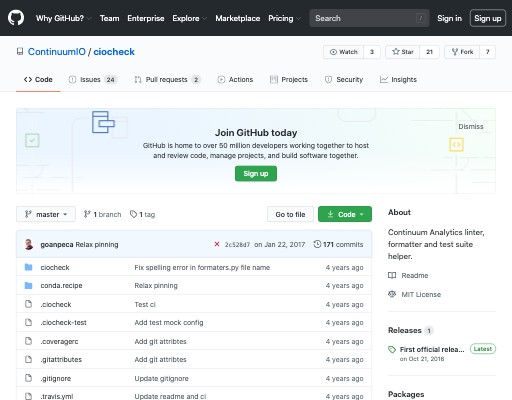 Why GitHub? Team Enterprise Explore Marketplace Pricing Search / Sign in Sign up
ContinuumIO / ciocheck Watch 3 Star 21 Fork 7
Code Issues 24 Pull requests 2 Actions Projects Security Insights
Join GitHub today Dismiss
GitHub is home to over 50 million developers working together to host
and review code, manage projects, and build software together.
Sign up
master 1 branch 1 tag Go to file Code
About
Continuum Analytics linter,
formatter and test suite
helper.
Readme
MIT License
Releases 1
First official relea... Latest
on Oct 21, 2016
Packages
goanpeca Relax pinning 2c528d7 on Jan 22, 2017 171 commits
ciocheck Fix spelling error in formaters.py file name 4 years ago
conda.recipe Relax pinning 4 years ago
.ciocheck Test ci 4 years ago
.ciocheck-test Add test mock config 4 years ago
.coveragerc Add git attribtes 4 years ago
.gitattributes Add git attribtes 4 years ago
.gitignore Update gitignore 4 years ago
.travis.yml Update readme and ci 4 years ago